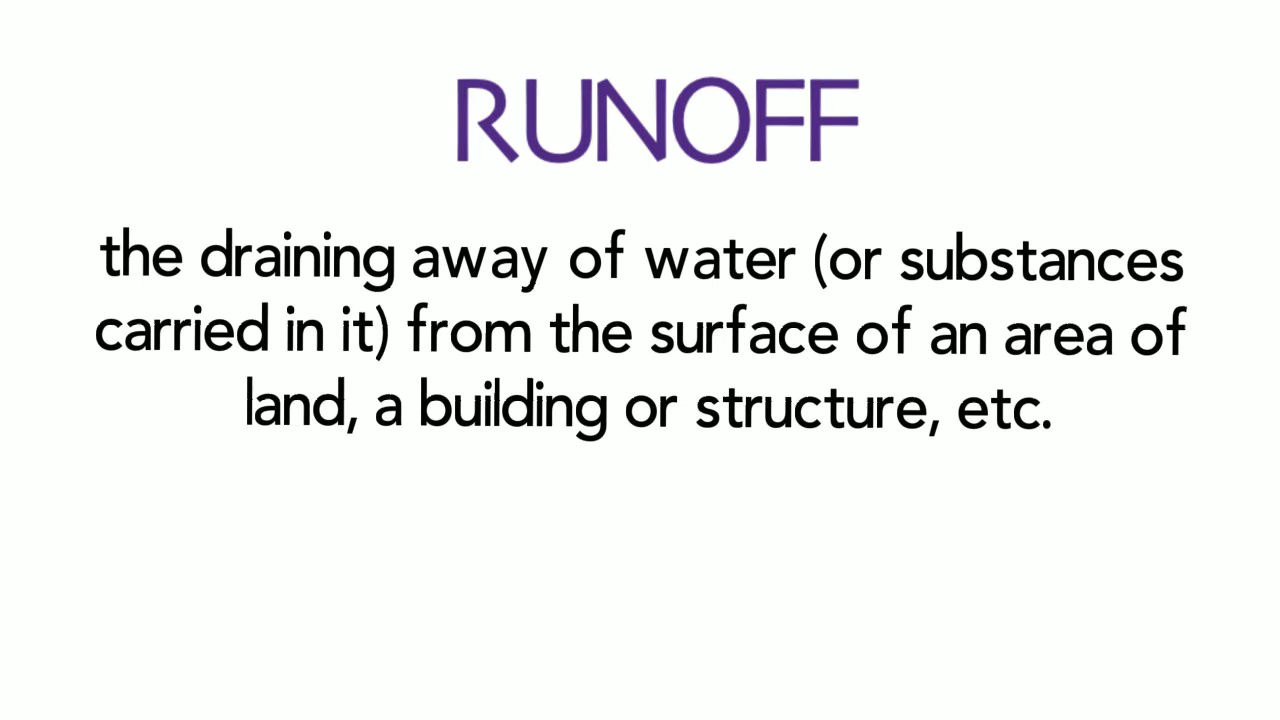 RUNOFF
the draining away of water (or substances
carried in it) from the surface of an area of
land, a building or structure, etc.